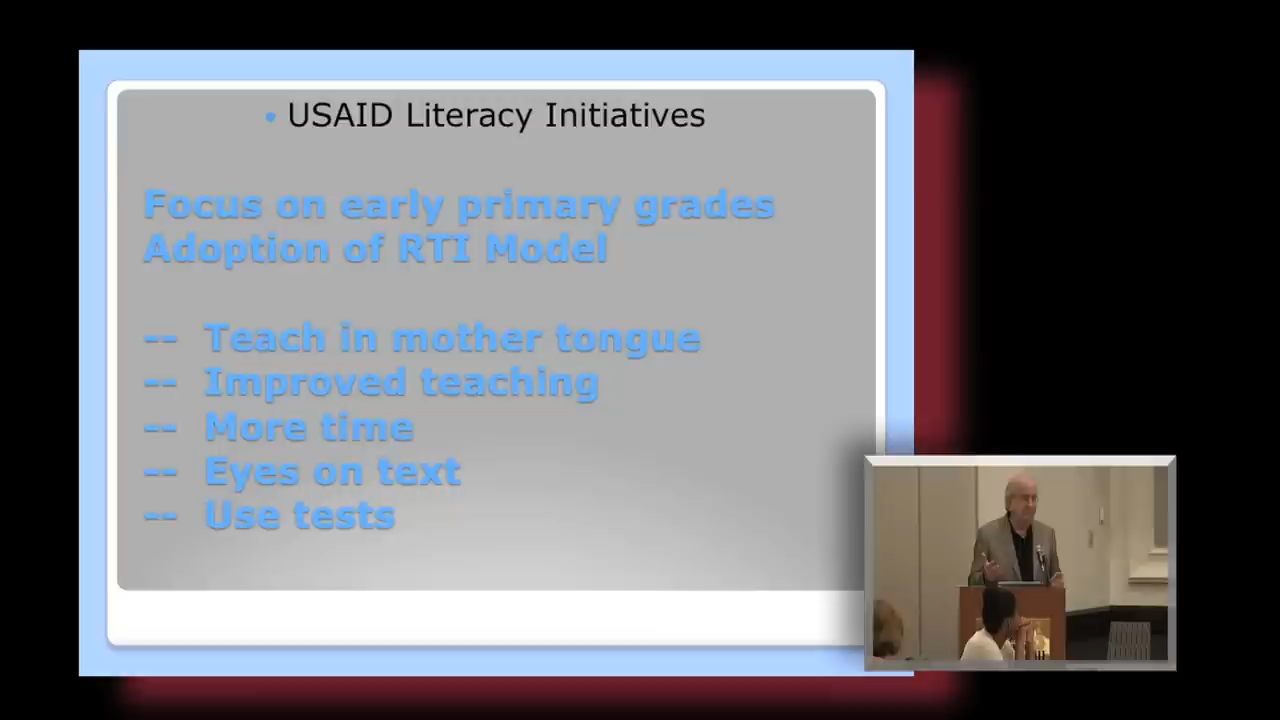 • USAID Literacy Initiatives
Focus on early primary grades
Adoption of RTI Model
-- Teach in mother tongue
-- Improved teaching
-- More time
-- Eyes on text
-- Use tests